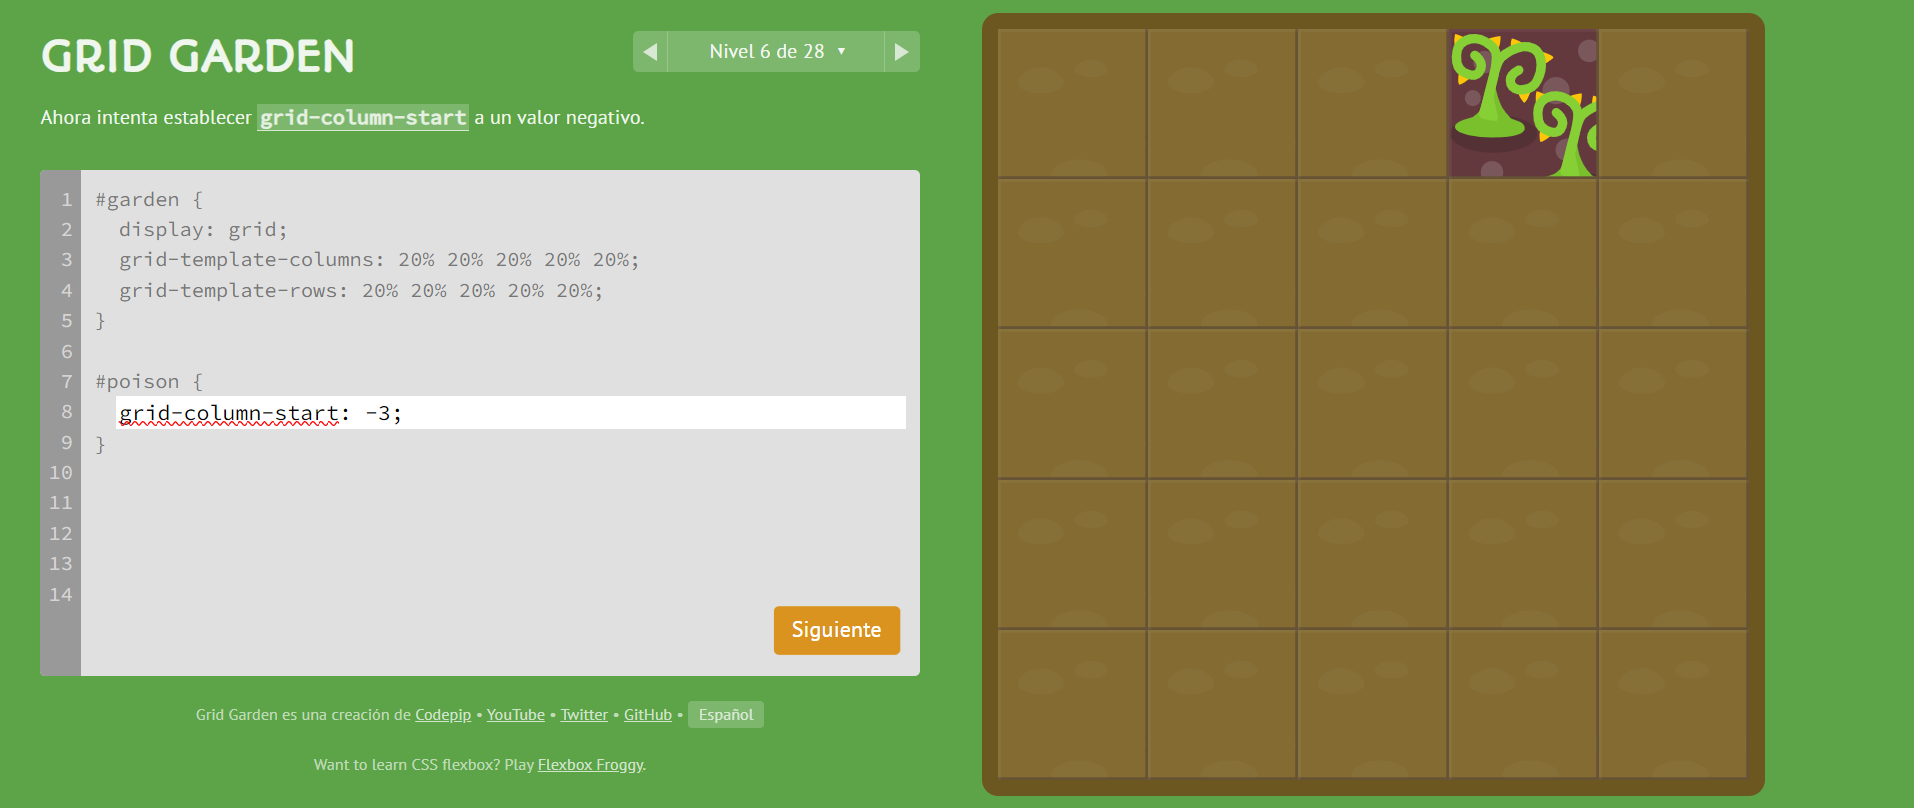 GRID GARDEN
Nivel 6 de 28
Ahora intenta establecer grid-column-start a un valor negativo.
1 #garden {
2 display: grid;
3 grid-template-columns: 20% 20% 20% 20% 20%;
4 grid-template-rows: 20% 20% 20% 20% 20%;
5 }
6
7 #poison {
8 grid-column-start: -3;
9 }
10
11
12
13
14
Siguiente
Grid Garden es una creación de Codepip • YouTube • Twitter • GitHub • Español
Want to learn CSS flexbox? Play Flexbox Froggy.